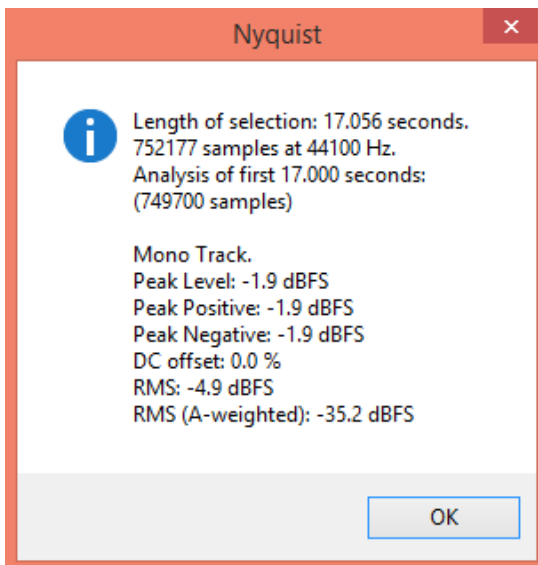 Nyquist
Length of selection: 17.056 seconds.
752177 samples at 44100 Hz.
Analysis of first 17.000 seconds:
(749700 samples)
Mono Track.
Peak Level: -1.9 dBFS
Peak Positive: -1.9 dBFS
Peak Negative: -1.9 dBFS
DC offset: 0.0 %
RMS: -4.9 dBFS
RMS (A-weighted): -35.2 dBFS
OK